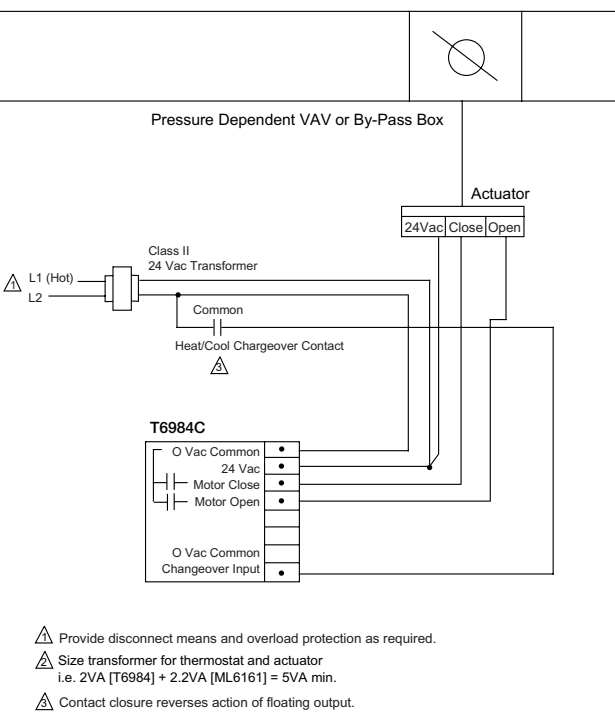 Pressure Dependent VAV or By-Pass Box
Actuator
24Vac Close Open
Class II
24 Vac Transformer
1 L1 (Hot)
L2
Common
Heat/Cool Chargeover Contact
3
T6984C
O Vac Common
24 Vac
Motor Close
Motor Open
O Vac Common
Changeover Input
1 Provide disconnect means and overload protection as required.
2 Size transformer for thermostat and actuator
i.e. 2VA [T6984] + 2.2VA [ML6161] = 5VA min.
3 Contact closure reverses action of floating output.